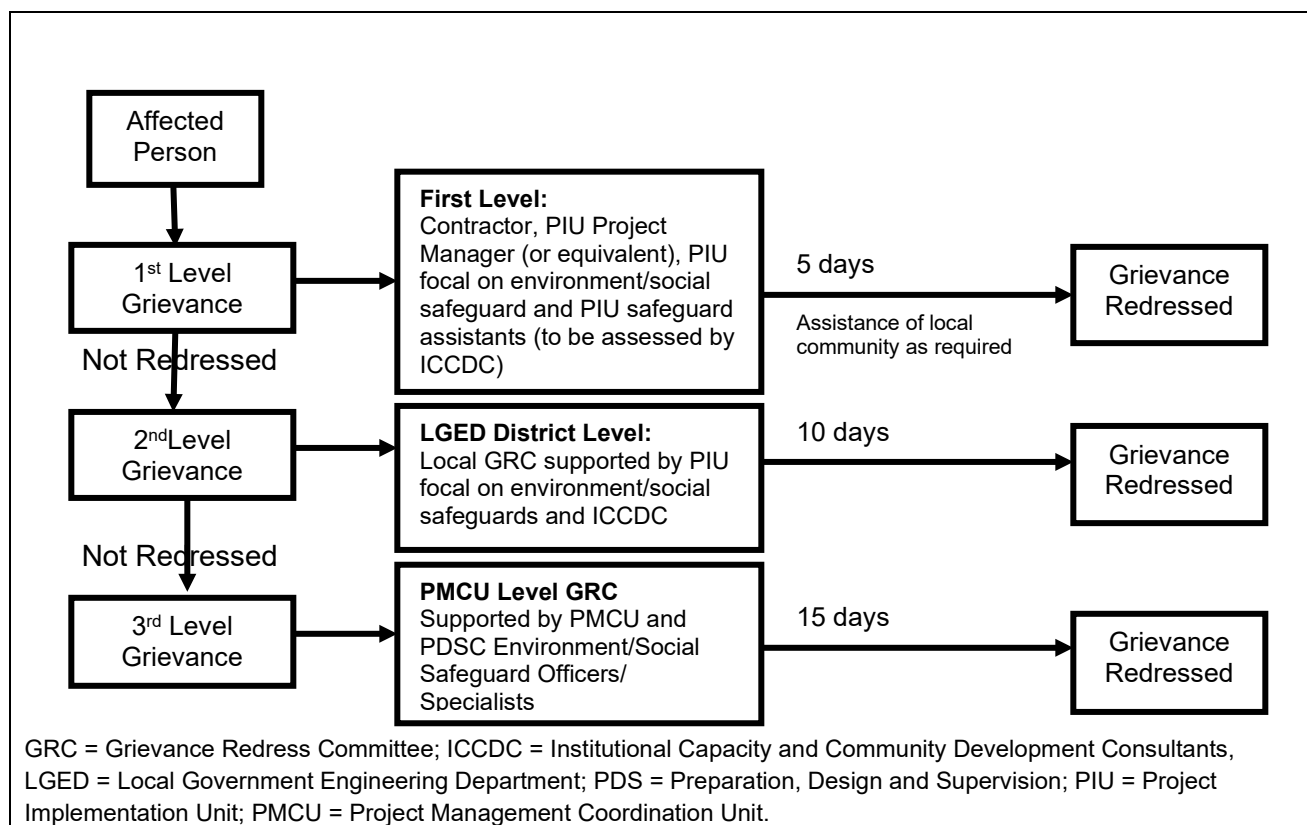 Affected
Person
1st Level
Grievance
First Level:
Contractor, PIU Project
Manager (or equivalent), PIU
focal on environment/social
safeguard and PIU safeguard
assistants (to be assessed by
ICCDC)
5 days
Assistance of local
community as required
Grievance
Redressed
Not Redressed
2ndLevel
Grievance
LGED District Level:
Local GRC supported by PIU
focal on environment/social
safeguards and ICCDC
10 days
Grievance
Redressed
Not Redressed
3rd Level
Grievance
PMCU Level GRC
Supported by PMCU and
PDSC Environment/Social
Safeguard Officers/
Specialists
15 days
Grievance
Redressed
GRC = Grievance Redress Committee; ICCDC = Institutional Capacity and Community Development Consultants,
LGED = Local Government Engineering Department; PDS = Preparation, Design and Supervision; PIU = Project
Implementation Unit; PMCU = Project Management Coordination Unit.